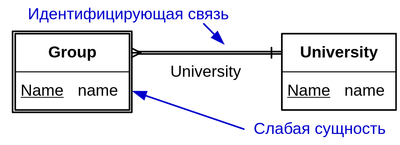 Идентифицирующая связь
Group
University
University
Name name
Name name
Слабая сущность